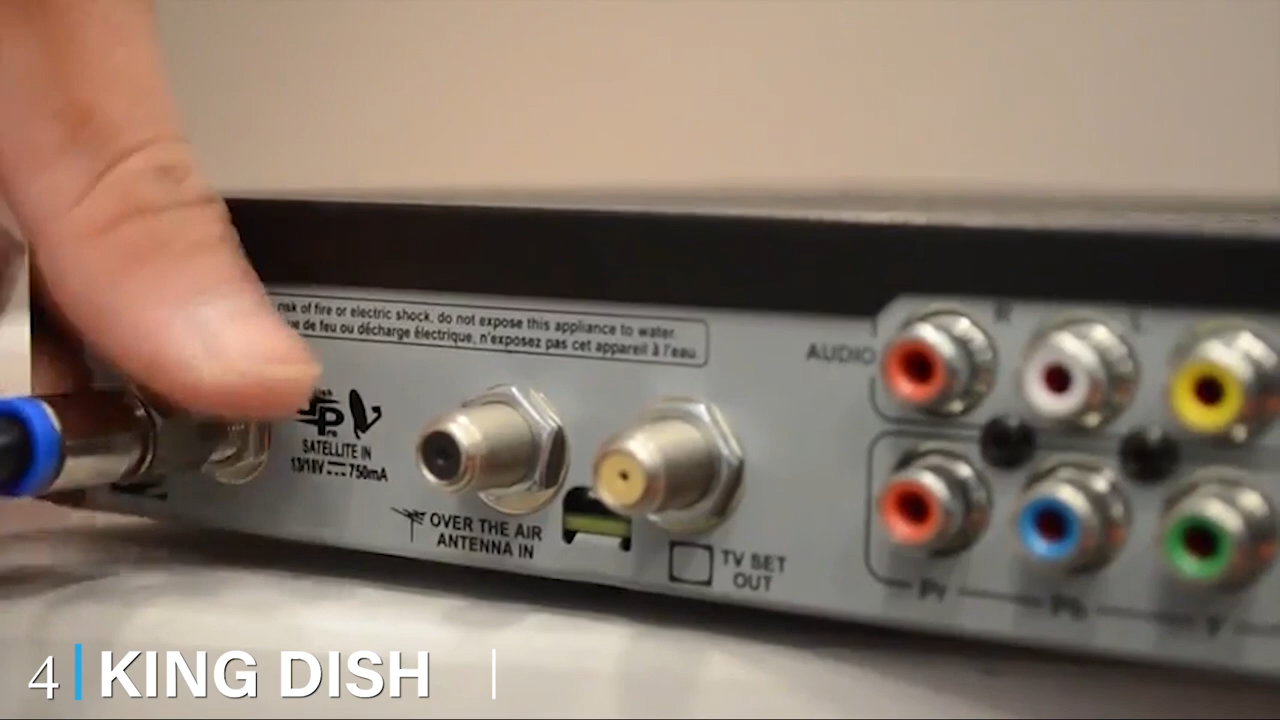 risk of fire or electric shock, do not expose this appliance to water.
de feu ou décharge électrique, n'exposez pas cet appareil à l'eau.
AUDIO
R
L
SATELLITE IN
13/18V 750mA
OVER THE AIR
ANTENNA IN
TV SET
OUT
Pr
Pb
Y
4 KING DISH